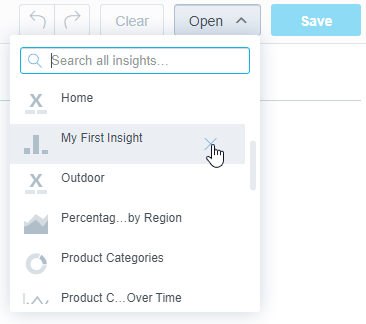 Clear Open Save
Search all insights...
Home
My First Insight
Outdoor
Percentag...by Region
Product Categories
Product C...Over Time